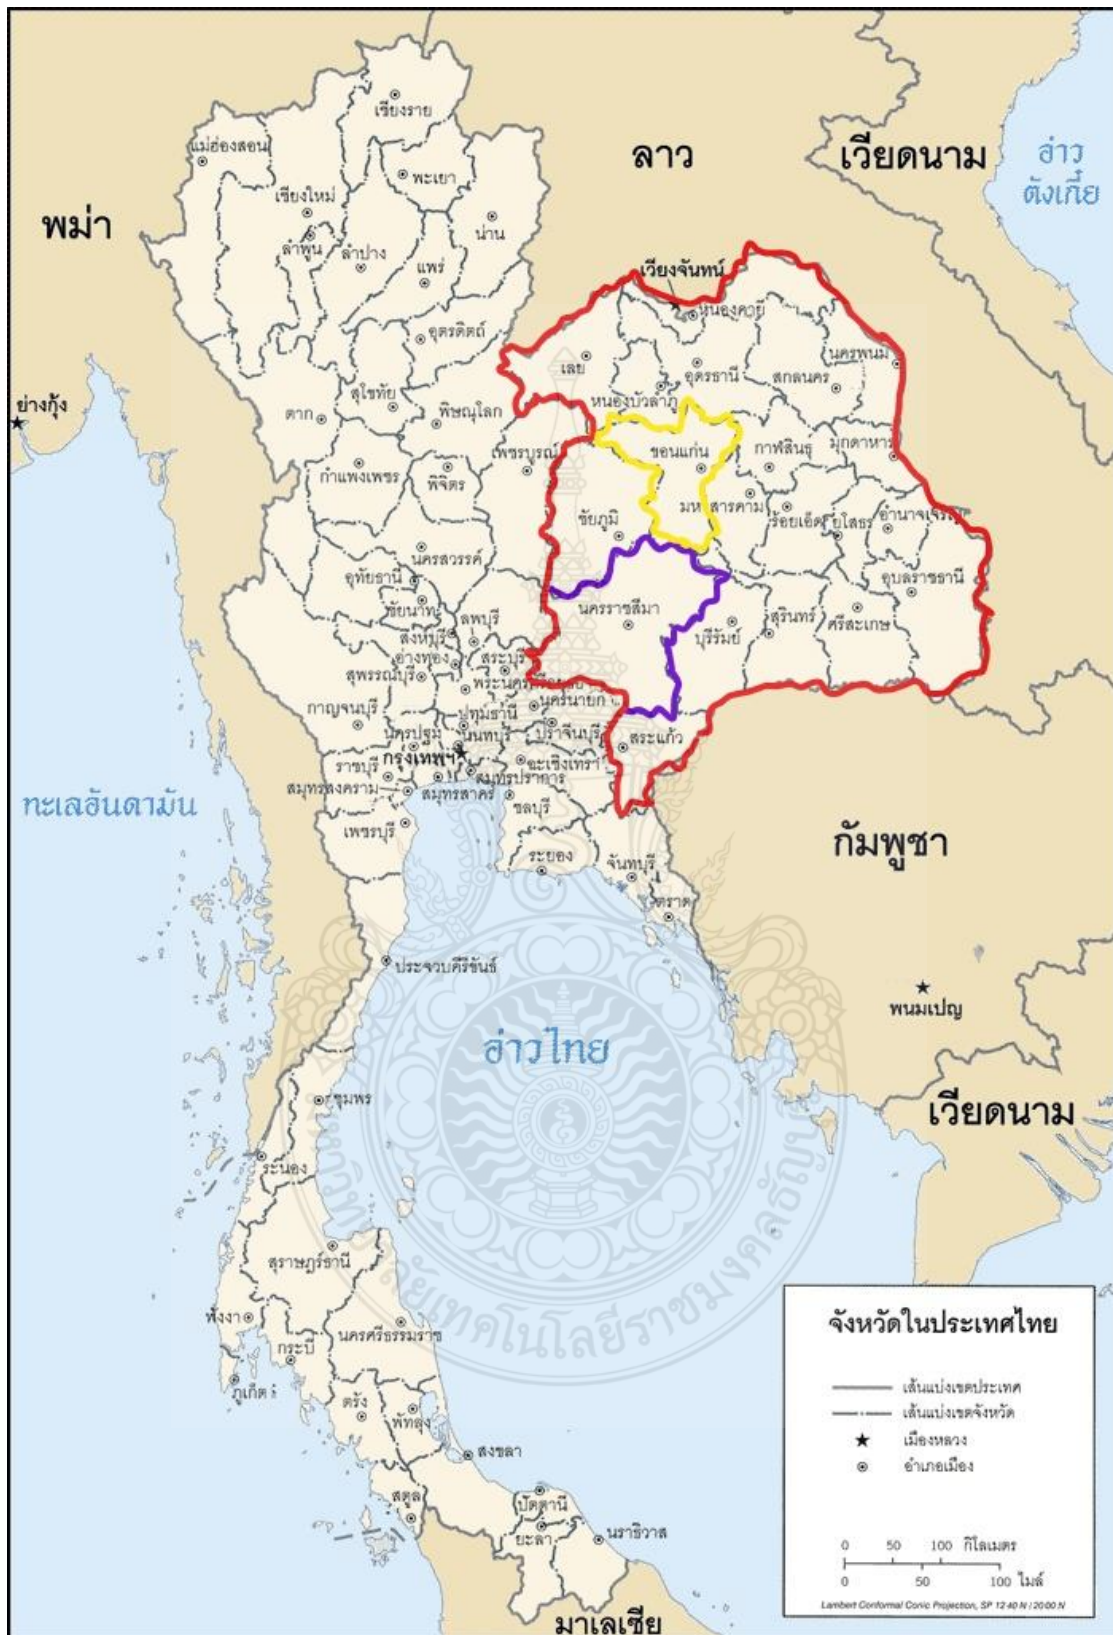 เชียงราย
แม่ฮ่องสอน
ลาว
เวียดนาม
อ่าว
ตังเกี๋ย
พะเยา
เชียงใหม่
น่าน
พม่า
ลำพูน
ลำปาง
แพร่
เวียงจันทน์
หนองคาย
อุตรดิตถ์
เลย
อุดรธานี
นครพนม
สกลนคร
ย่างกุ้ง
สุโขทัย
ตาก
พิษณุโลก
หนองบัวลำภู
เพชรบูรณ์
ขอนแก่น
กาฬสินธุ์
มุกดาหาร
กำแพงเพชร
พิจิตร
มหาสารคาม
ร้อยเอ็ด
ยโสธร
อำนาจเจริญ
ชัยภูมิ
นครสวรรค์
อุทัยธานี
อุบลราชธานี
ชัยนาท
ลพบุรี
นครราชสีมา
สุรินทร์
ศรีสะเกษ
บุรีรัมย์
สิงห์บุรี
อ่างทอง
สระบุรี
สุพรรณบุรี
นครนายก
กาญจนบุรี
ปทุมธานี
ปราจีนบุรี
นครปฐม
นนทบุรี
สระแก้ว
กรุงเทพฯ
ฉะเชิงเทรา
ราชบุรี
สมุทรปราการ
สมุทรสงคราม
สมุทรสาคร
ชลบุรี
ทะเลอันดามัน
เพชรบุรี
กัมพูชา
ระยอง
จันทบุรี
ตราด
ประจวบคีรีขันธ์
พนมเปญ
อ่าวไทย
ชุมพร
เวียดนาม
ระนอง
สุราษฎร์ธานี
พังงา
นครศรีธรรมราช
กระบี่
ภูเก็ต
ตรัง
พัทลุง
สงขลา
สตูล
ปัตตานี
ยะลา
นราธิวาส
มาเลเซีย
จังหวัดในประเทศไทย
เส้นแบ่งเขตประเทศ
เส้นแบ่งเขตจังหวัด
เมืองหลวง
อำเภอเมือง
0 50 100 กิโลเมตร
0 50 100 ไมล์
Lambert Conformal Conic Projection, SP 12 40 N / 20 00 N